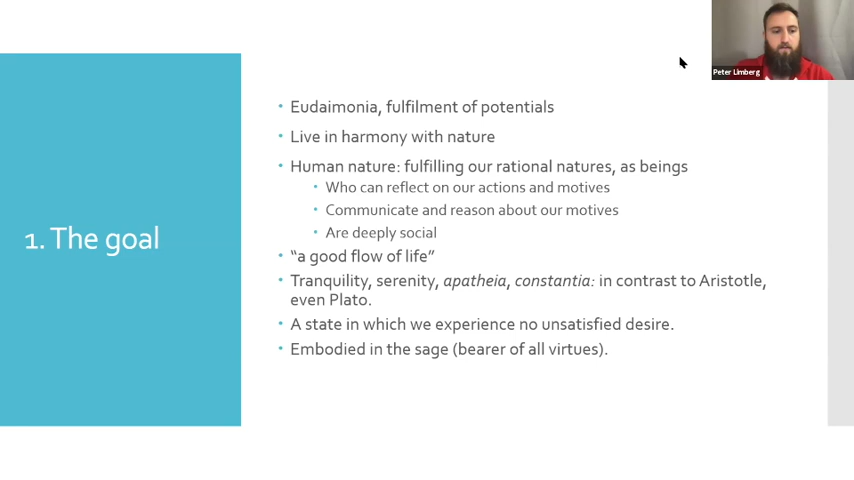 Peter Limberg
1. The goal
• Eudaimonia, fulfilment of potentials
• Live in harmony with nature
• Human nature: fulfilling our rational natures, as beings
• Who can reflect on our actions and motives
• Communicate and reason about our motives
• Are deeply social
• “a good flow of life”
• Tranquility, serenity, apatheia, constantia: in contrast to Aristotle,
even Plato.
• A state in which we experience no unsatisfied desire.
• Embodied in the sage (bearer of all virtues).